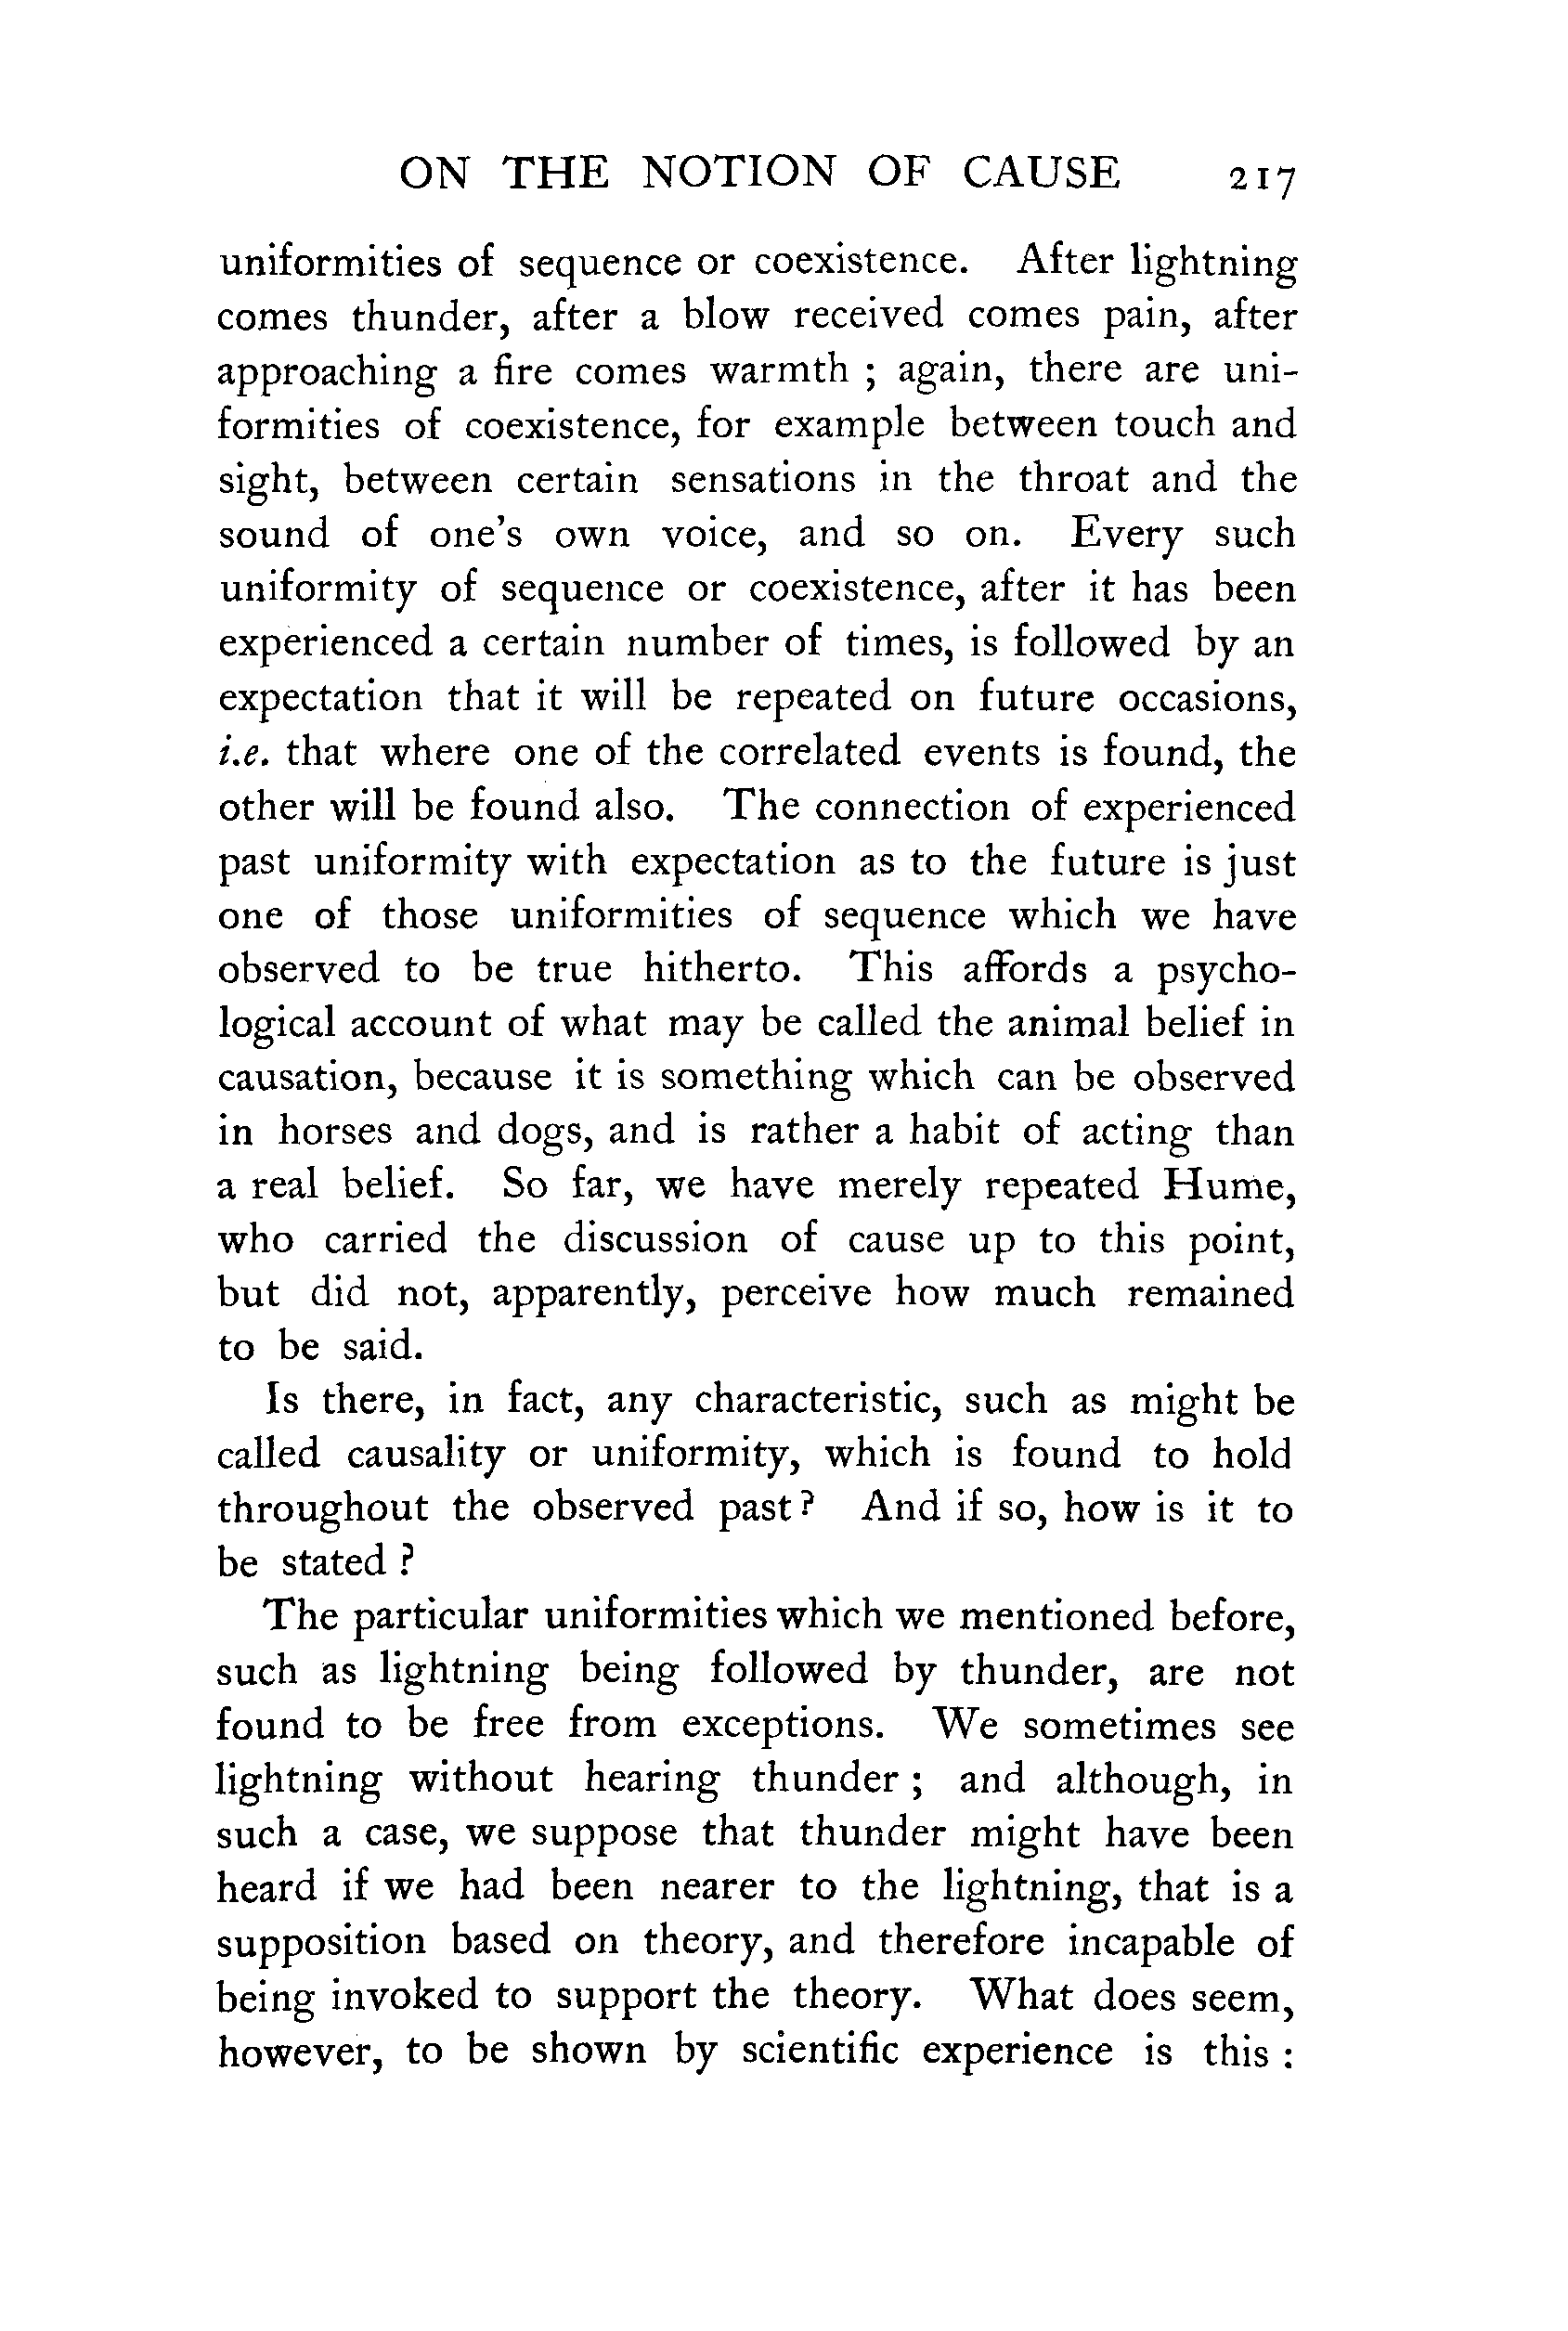 ON THE NOTION OF CAUSE 217
uniformities of sequence or coexistence. After lightning
comes thunder, after a blow received comes pain, after
approaching a fire comes warmth ; again, there are uni-
formities of coexistence, for example between touch and
sight, between certain sensations in the throat and the
sound of one's own voice, and so on. Every such
uniformity of sequence or coexistence, after it has been
experienced a certain number of times, is followed by an
expectation that it will be repeated on future occasions,
i.e. that where one of the correlated events is found, the
other will be found also. The connection of experienced
past uniformity with expectation as to the future is just
one of those uniformities of sequence which we have
observed to be true hitherto. This affords a psycho-
logical account of what may be called the animal belief in
causation, because it is something which can be observed
in horses and dogs, and is rather a habit of acting than
a real belief. So far, we have merely repeated Hume,
who carried the discussion of cause up to this point,
but did not, apparently, perceive how much remained
to be said.
Is there, in fact, any characteristic, such as might be
called causality or uniformity, which is found to hold
throughout the observed past ? And if so, how is it to
be stated ?
The particular uniformities which we mentioned before,
such as lightning being followed by thunder, are not
found to be free from exceptions. We sometimes see
lightning without hearing thunder ; and although, in
such a case, we suppose that thunder might have been
heard if we had been nearer to the lightning, that is a
supposition based on theory, and therefore incapable of
being invoked to support the theory. What does seem,
however, to be shown by scientific experience is this :